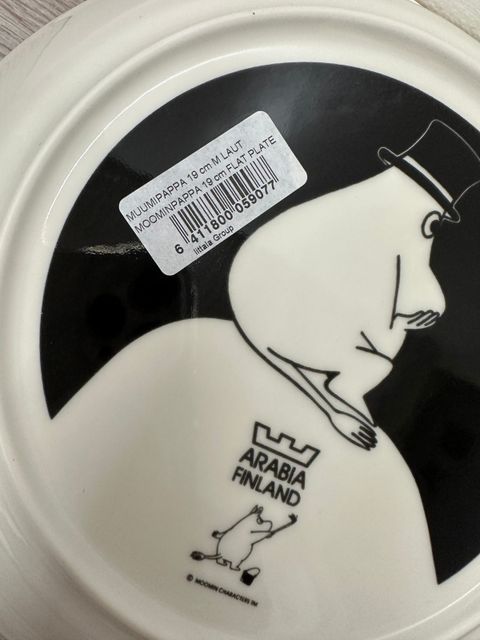 MUUMIPAPPA 19 cm M LAUT
MOOMINPAPPA 19 cm FLAT PLATE
6 411800 059077
Iittala Group
ARABIA
FINLAND
© MOOMIN CHARACTERS TM